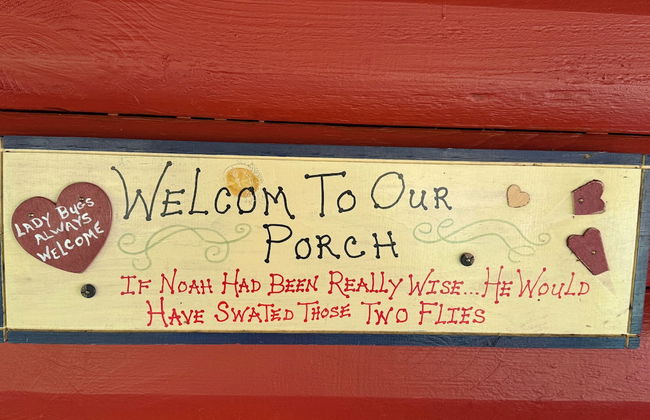 LADY BUGS
ALWAYS
WELCOME
WELCOM TO OUR
PORCH
IF NOAH HAD BEEN REALLY WISE... HE WOULD
HAVE SWATED THOSE TWO FLIES